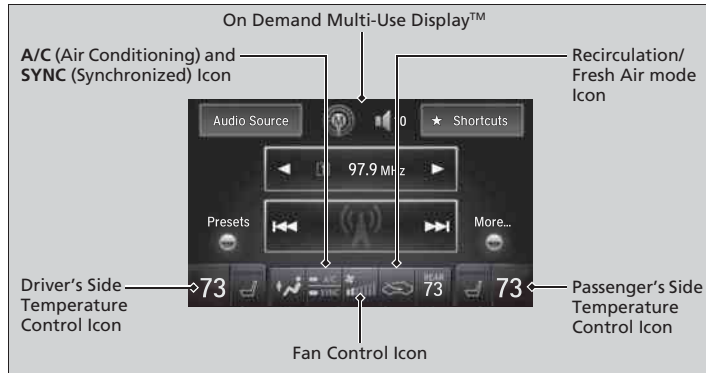 On Demand Multi-Use Display™
A/C (Air Conditioning) and
SYNC (Synchronized) Icon
Recirculation/
Fresh Air mode
Icon
Audio Source
★ Shortcuts
97.9 MHz
Presets
More...
73
A/C
SYNC
REAR
73
73
Driver's Side
Temperature
Control Icon
Passenger's Side
Temperature
Control Icon
Fan Control Icon